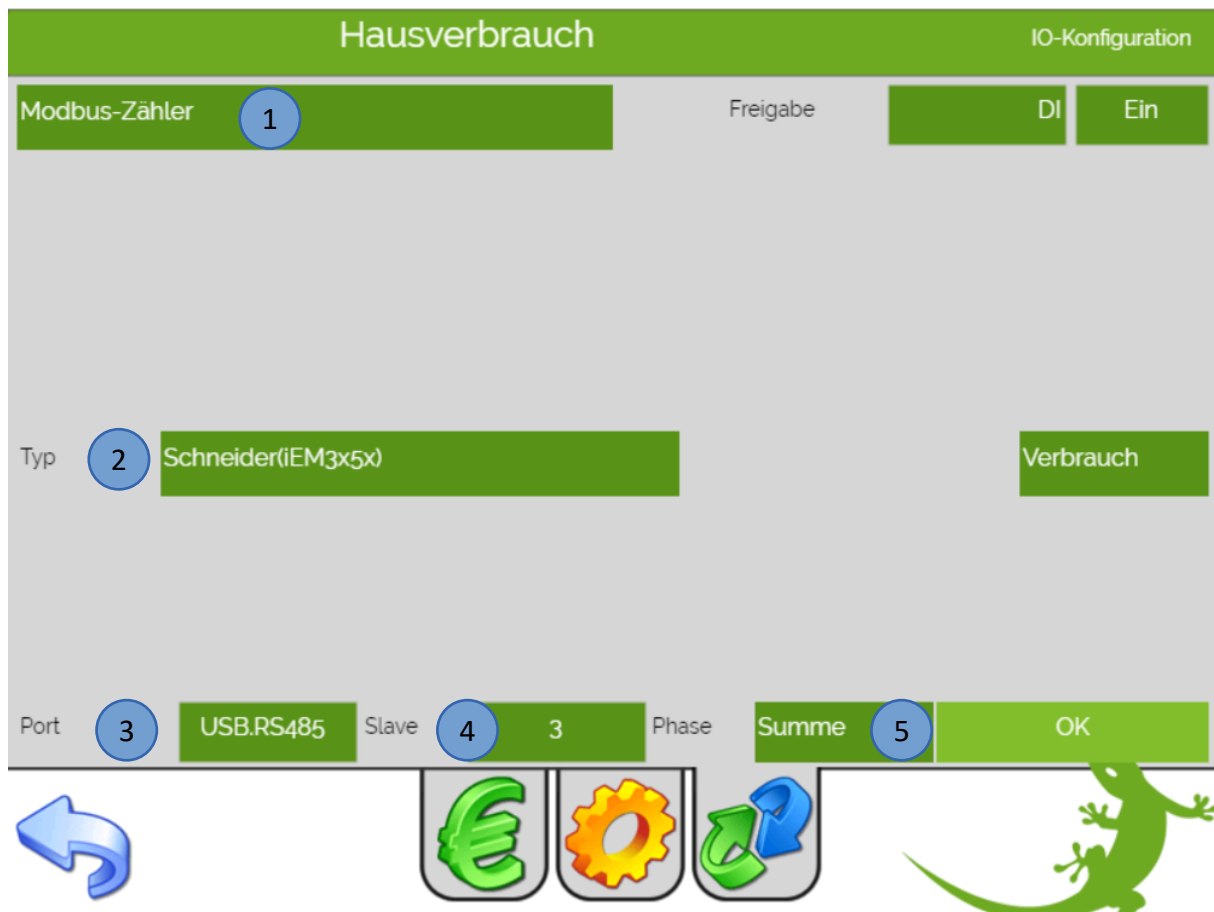 Hausverbrauch IO-Konfiguration
Modbus-Zähler 1 Freigabe DI Ein
Typ 2 Schneider(iEM3x5x) Verbrauch
Port 3 USB.RS485 Slave 4 3 Phase Summe 5 OK